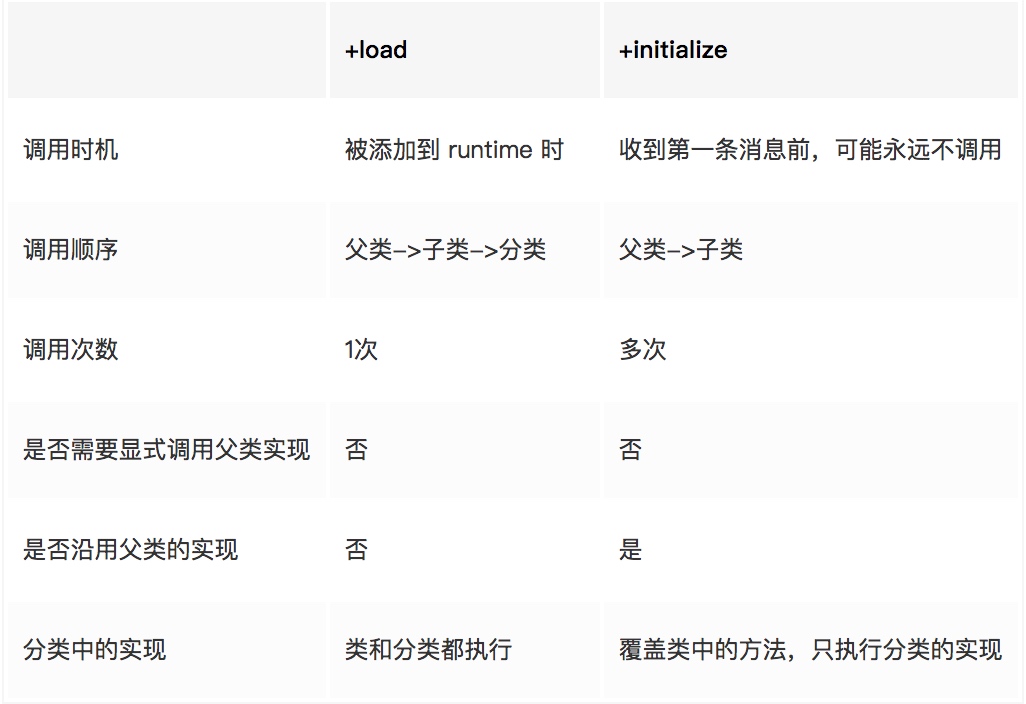 +load +initialize
调用时机 被添加到 runtime 时 收到第一条消息前，可能永远不调用
调用顺序 父类–>子类–>分类 父类–>子类
调用次数 1次 多次
是否需要显式调用父类实现 否 否
是否沿用父类的实现 否 是
分类中的实现 类和分类都执行 覆盖类中的方法，只执行分类的实现